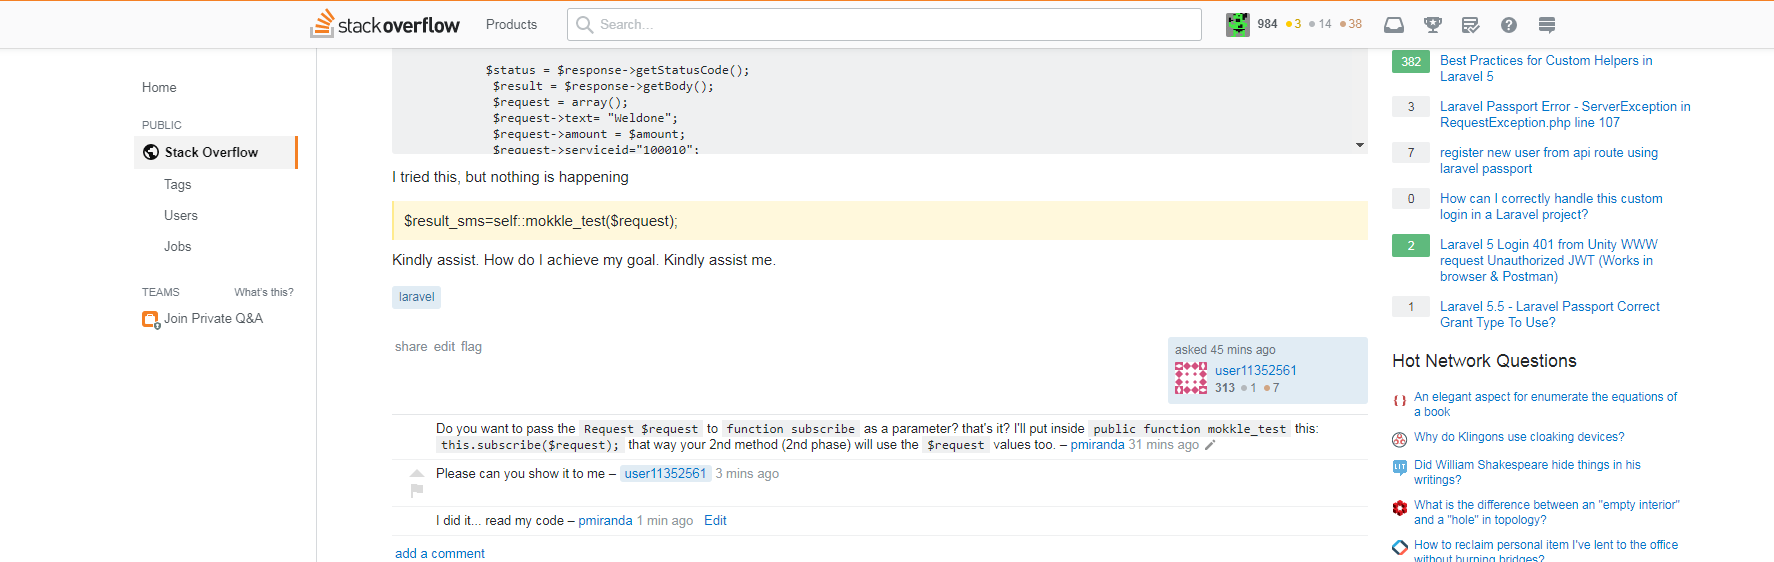 stackoverflow
Products
Search...
984 3 14 38
Home
PUBLIC
Stack Overflow
Tags
Users
Jobs
TEAMS What's this?
Join Private Q&A
$status = $response->getStatusCode();
$result = $response->getBody();
$request = array();
$request->text= "Weldone";
$request->amount = $amount;
$request->serviceid="100010";
I tried this, but nothing is happening
$result_sms=self::mokkle_test($request);
Kindly assist. How do I achieve my goal. Kindly assist me.
laravel
share edit flag
asked 45 mins ago
user11352561
313 1 7
Do you want to pass the Request $request to function subscribe as a parameter? that's it? I'll put inside public function mokkle_test this:
this.subscribe($request); that way your 2nd method (2nd phase) will use the $request values too. – pmiranda 31 mins ago
Please can you show it to me – user11352561 3 mins ago
I did it... read my code – pmiranda 1 min ago Edit
add a comment
382 Best Practices for Custom Helpers in
Laravel 5
3 Laravel Passport Error - ServerException in
RequestException.php line 107
7 register new user from api route using
laravel passport
0 How can I correctly handle this custom
login in a Laravel project?
2 Laravel 5 Login 401 from Unity WWW
request Unauthorized JWT (Works in
browser & Postman)
1 Laravel 5.5 - Laravel Passport Correct
Grant Type To Use?
Hot Network Questions
An elegant aspect for enumerate the equations of
a book
Why do Klingons use cloaking devices?
LIT Did William Shakespeare hide things in his
writings?
What is the difference between an "empty interior"
and a "hole" in topology?
How to reclaim personal item I've lent to the office
without burning bridges?